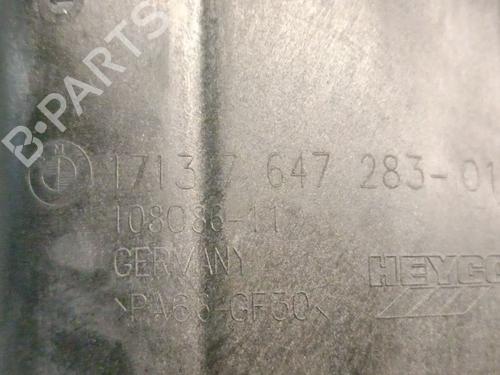 B-PARTS
1713 7 647 283-01
108086-11
GERMANY
HEYCO
>PA66-GF30<